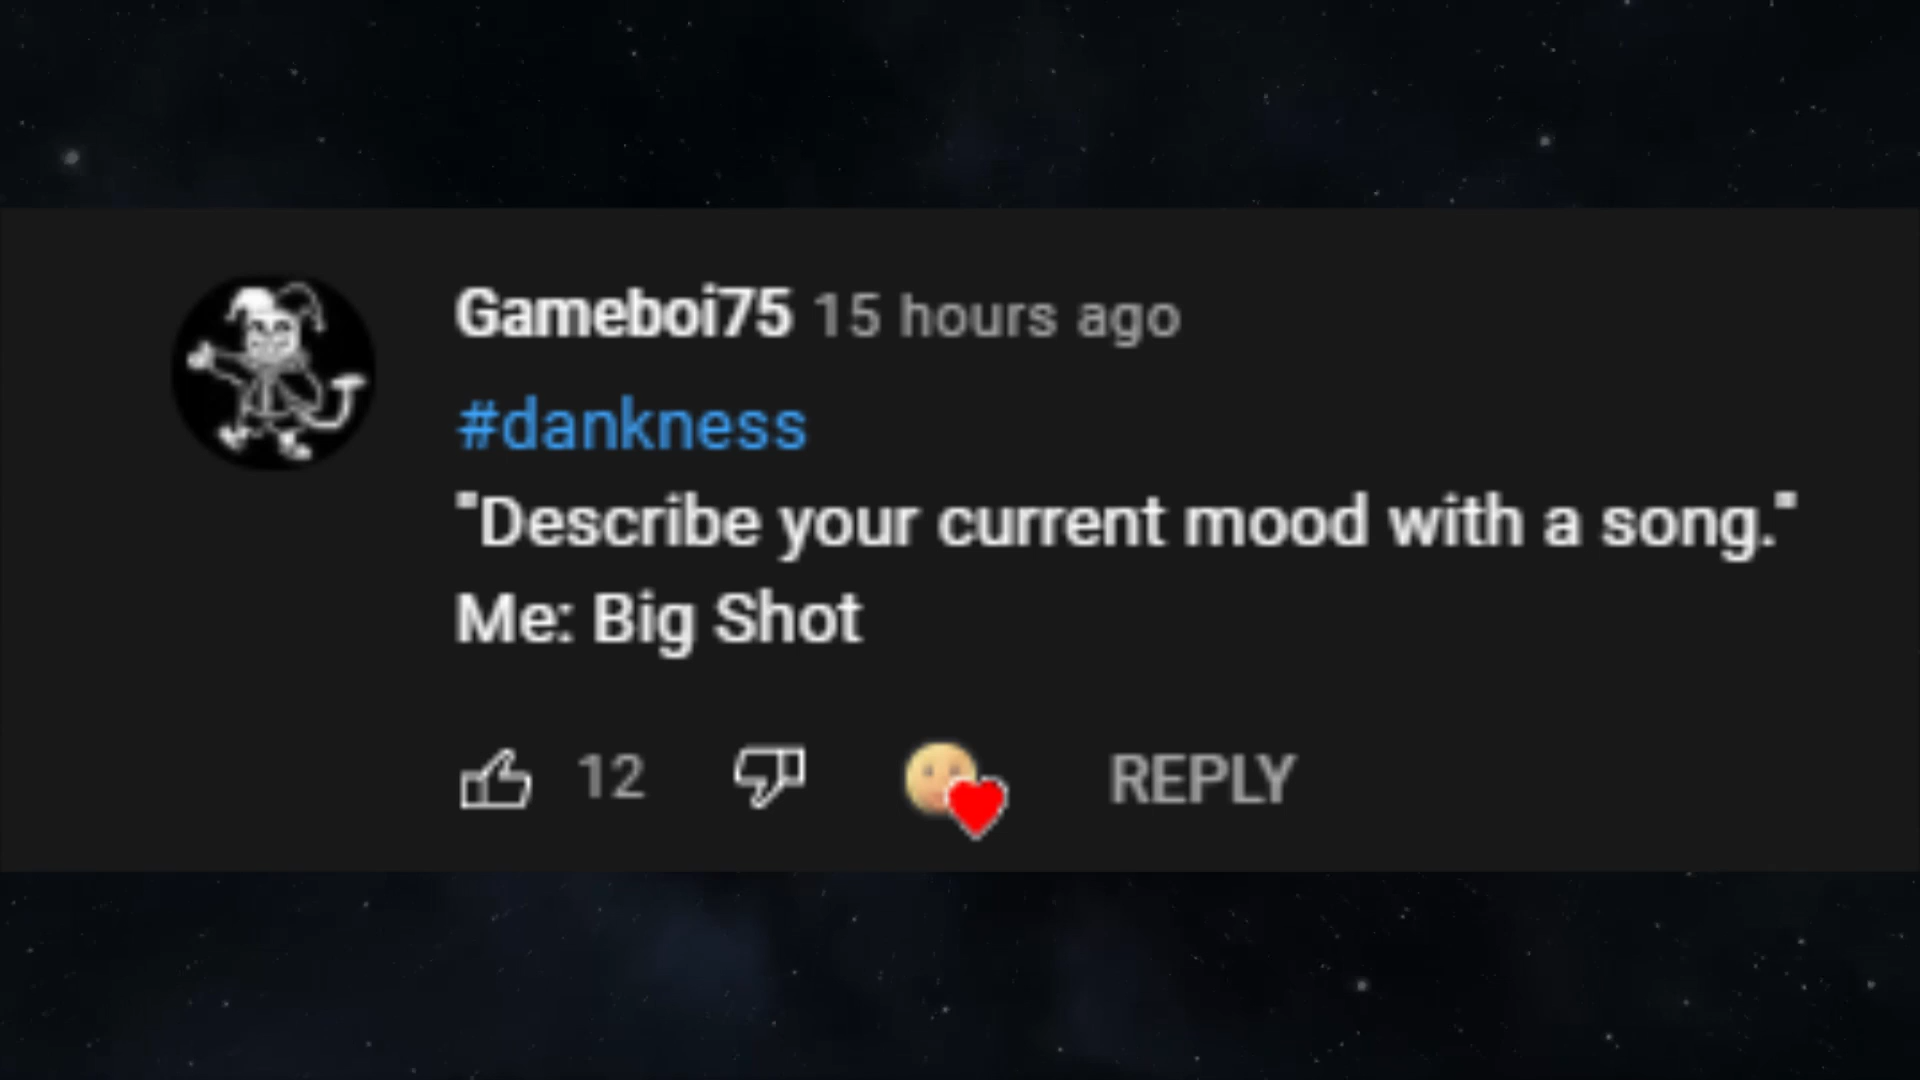 Gameboi75 15 hours ago
#dankness
"Describe your current mood with a song."
Me: Big Shot
12 REPLY